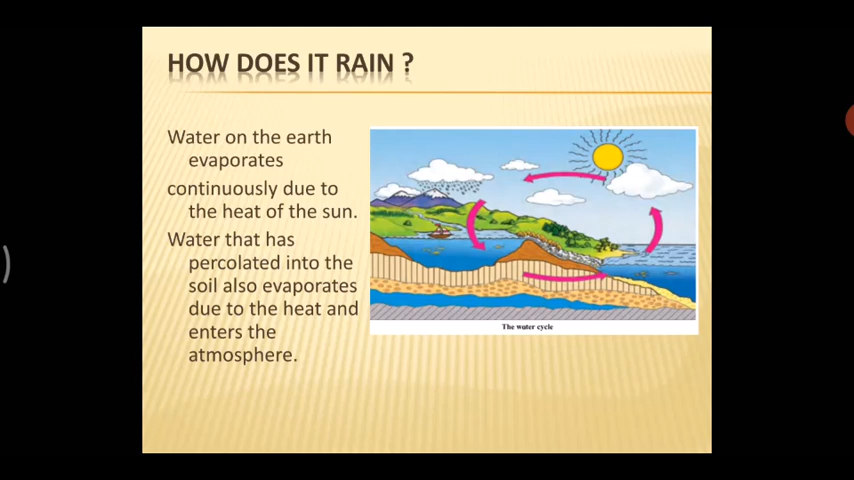 HOW DOES IT RAIN ?
Water on the earth
evaporates
continuously due to
the heat of the sun.
Water that has
percolated into the
soil also evaporates
due to the heat and
enters the
atmosphere.
The water cycle